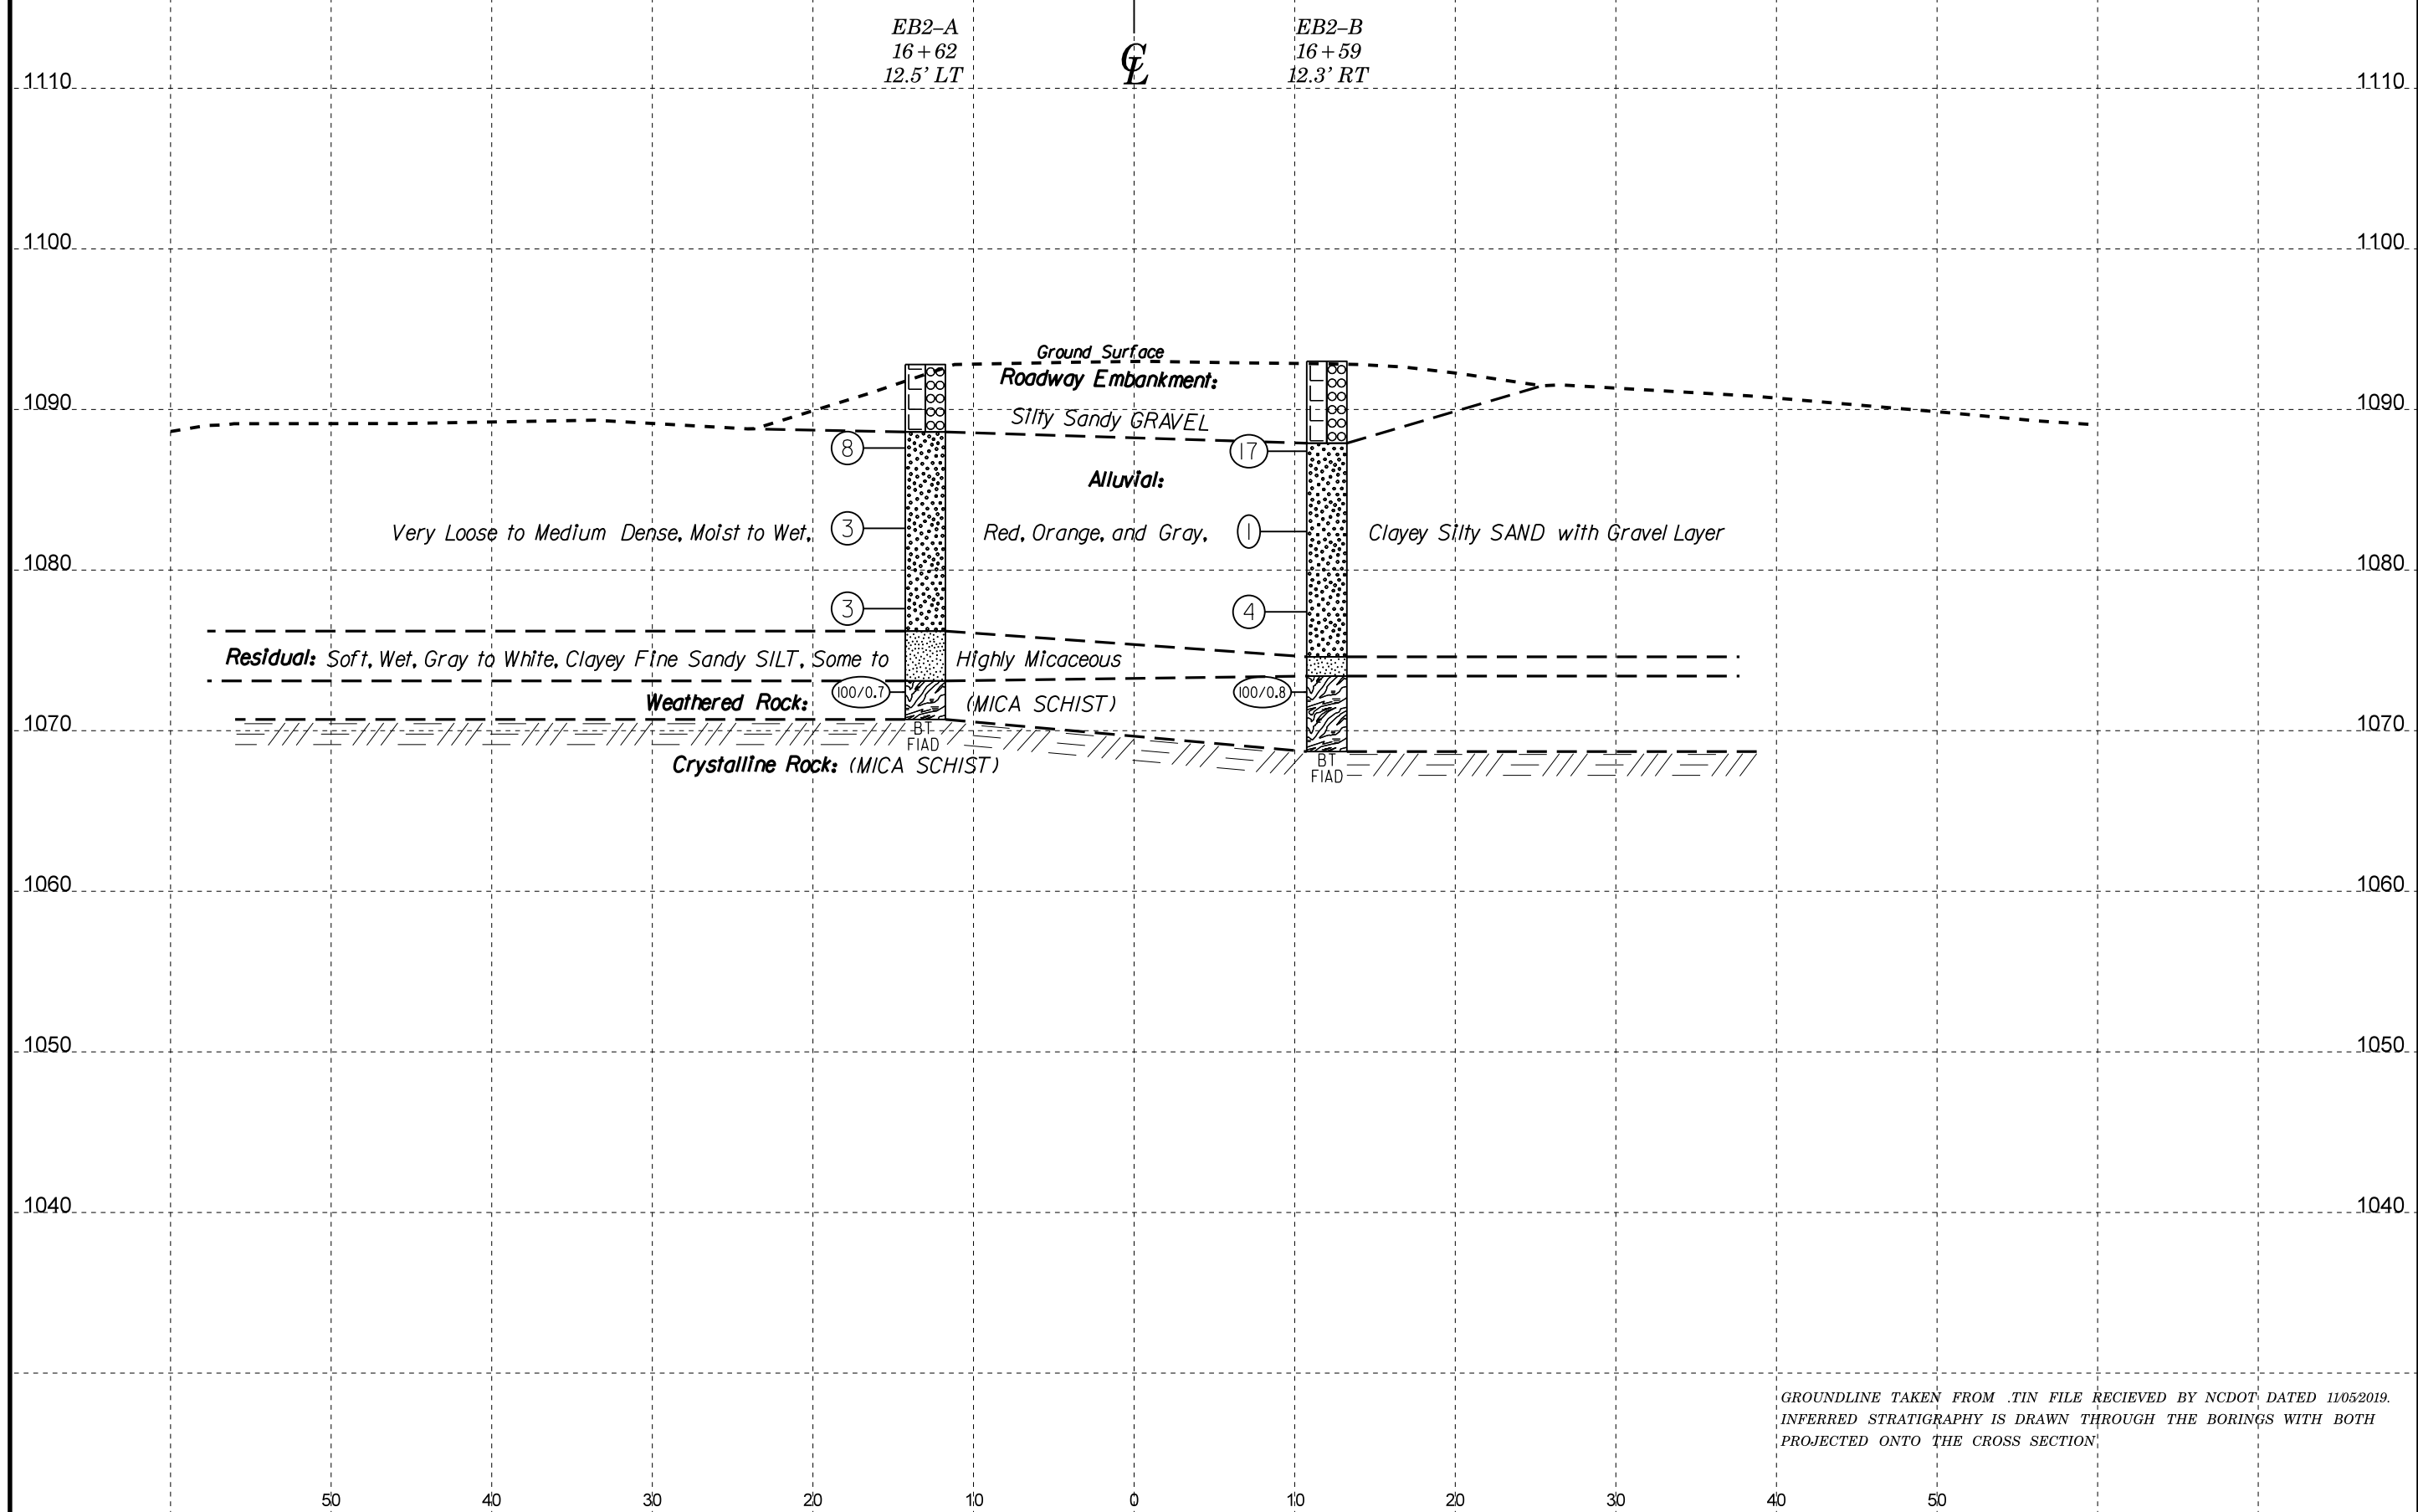 EB2-A
16+62
12.5' LT
CL
EB2-B
16+59
12.3' RT
1110 1110
1100 1100
Ground Surface
Roadway Embankment:
1090 1090
Silty Sandy GRAVEL
8 17
Alluvial:
Very Loose to Medium Dense, Moist to Wet, 3 Red, Orange, and Gray, 1 Clayey Silty SAND with Gravel Layer
1080 1080
3 4
Residual: Soft, Wet, Gray to White, Clayey Fine Sandy SILT, Some to Highly Micaceous
100/0.7 100/0.8
Weathered Rock: (MICA SCHIST)
1070 1070
BT
FIAD
BT
FIAD
Crystalline Rock: (MICA SCHIST)
1060 1060
1050 1050
1040 1040
GROUNDLINE TAKEN FROM .TIN FILE RECIEVED BY NCDOT DATED 11/05/2019.
INFERRED STRATIGRAPHY IS DRAWN THROUGH THE BORINGS WITH BOTH
PROJECTED ONTO THE CROSS SECTION
50 40 30 20 10 0 10 20 30 40 50